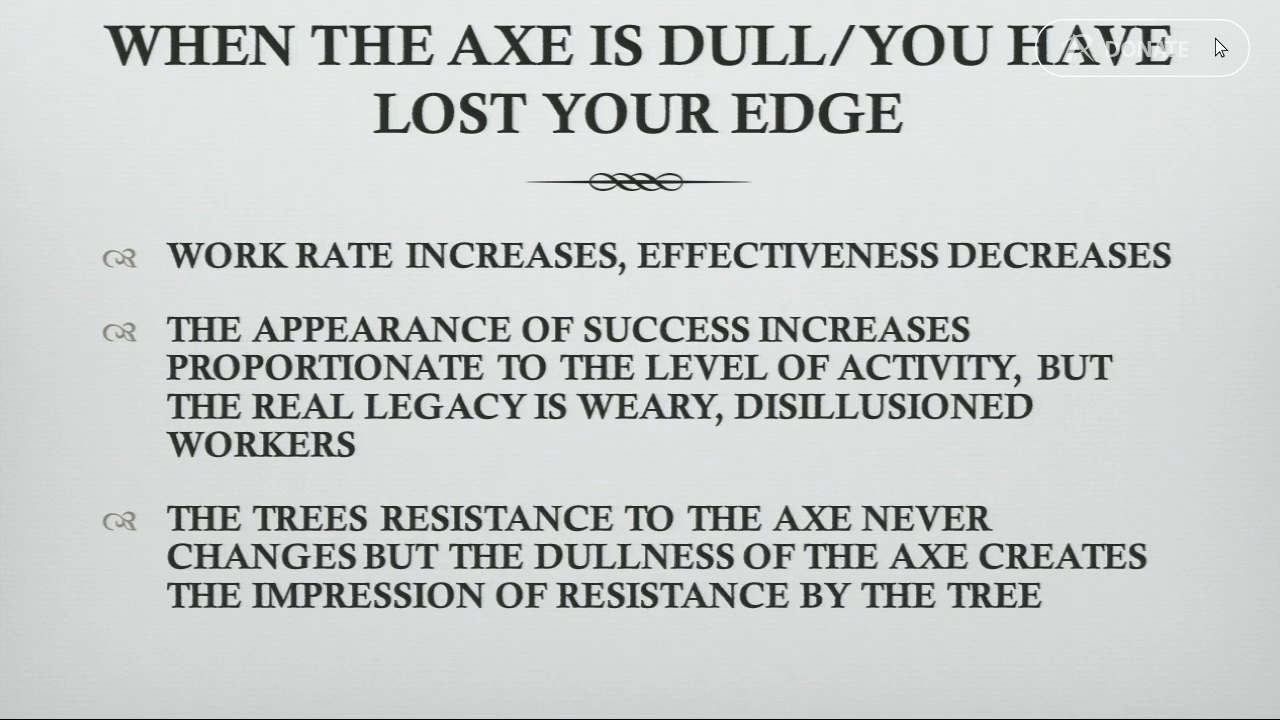 WHEN THE AXE IS DULL/YOU HAVE
LOST YOUR EDGE
DONATE
WORK RATE INCREASES, EFFECTIVENESS DECREASES
THE APPEARANCE OF SUCCESS INCREASES
PROPORTIONATE TO THE LEVEL OF ACTIVITY, BUT
THE REAL LEGACY IS WEARY, DISILLUSIONED
WORKERS
THE TREES RESISTANCE TO THE AXE NEVER
CHANGES BUT THE DULLNESS OF THE AXE CREATES
THE IMPRESSION OF RESISTANCE BY THE TREE